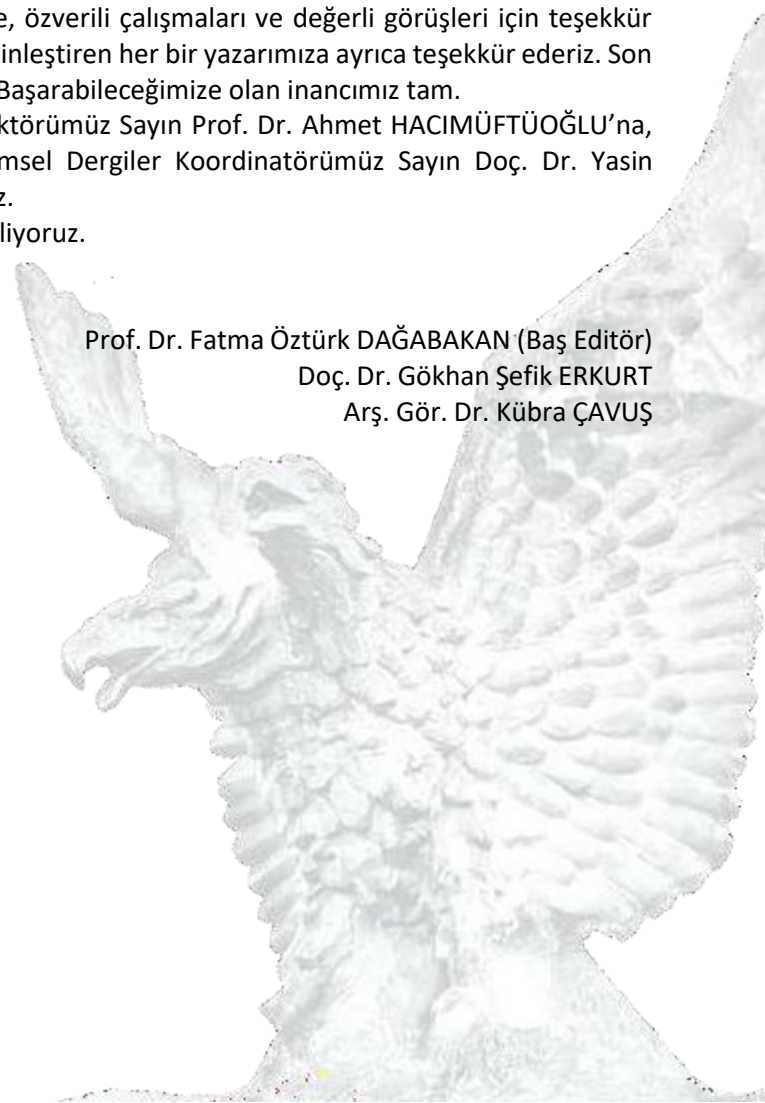 e, özverili çalışmaları ve değerli görüşleri için teşekkür
inleştiren her bir yazarımıza ayrıca teşekkür ederiz. Son
Başarabileceğimize olan inancımız tam.
ktörümüz Sayın Prof. Dr. Ahmet HACIMÜFTÜOĞLU’na,
msel Dergiler Koordinatörümüz Sayın Doç. Dr. Yasin
z.
liyoruz.
Prof. Dr. Fatma Öztürk DAĞABAKAN (Baş Editör)
Doç. Dr. Gökhan Şefik ERKURT
Arş. Gör. Dr. Kübra ÇAVUŞ